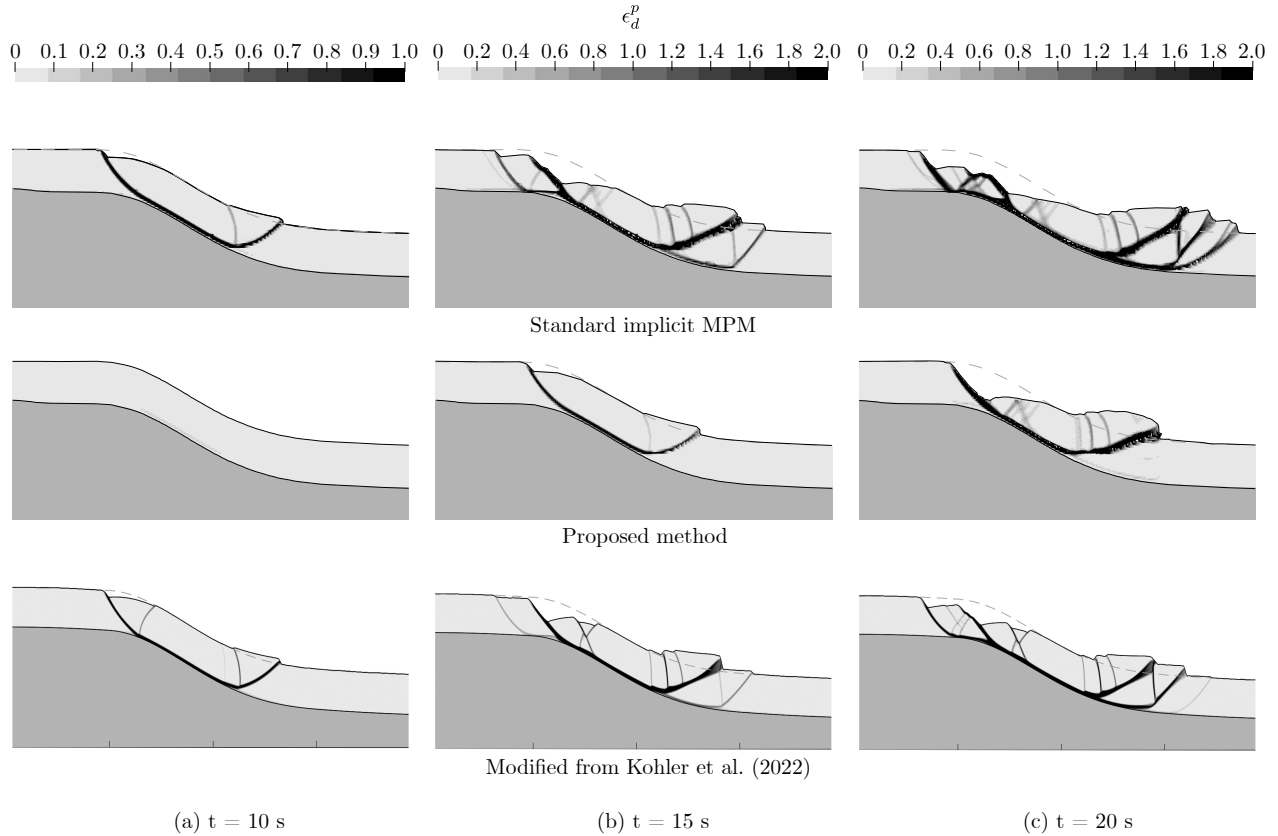 ϵ_d^p
0 0.1 0.2 0.3 0.4 0.5 0.6 0.7 0.8 0.9 1.0 0 0.2 0.4 0.6 0.8 1.0 1.2 1.4 1.6 1.8 2.0 0 0.2 0.4 0.6 0.8 1.0 1.2 1.4 1.6 1.8 2.0
Standard implicit MPM
Proposed method
Modified from Kohler et al. (2022)
(a) t = 10 s (b) t = 15 s (c) t = 20 s